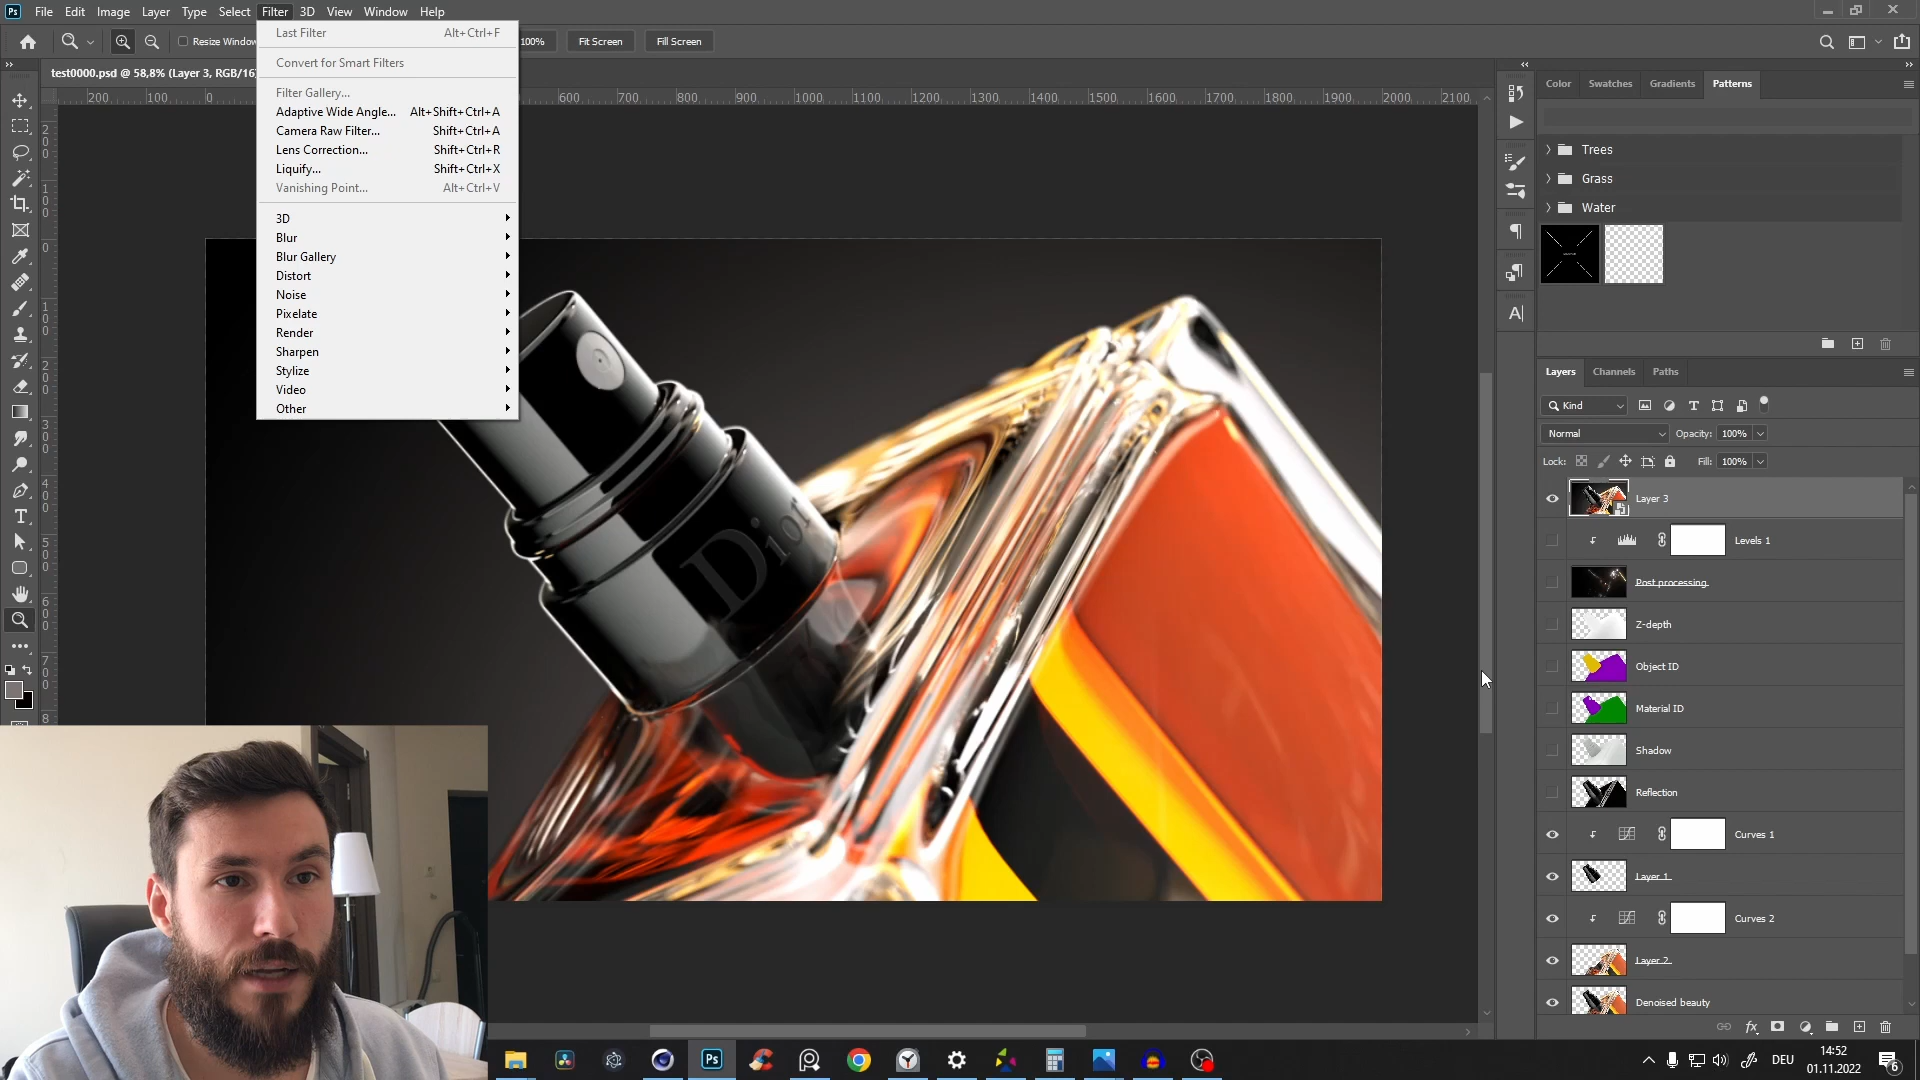 Ps File Edit Image Layer Type Select Filter 3D View Window Help
Resize Window 100% Fit Screen Fill Screen
test0000.psd @ 58,8% (Layer 3, RGB/16
200 100 0 600 700 800 900 1000 1100 1200 1300 1400 1500 1600 1700 1800 1900 2000 2100
Last Filter Alt+Ctrl+F
Convert for Smart Filters
Filter Gallery...
Adaptive Wide Angle... Alt+Shift+Ctrl+A
Camera Raw Filter... Shift+Ctrl+A
Lens Correction... Shift+Ctrl+R
Liquify... Shift+Ctrl+X
Vanishing Point... Alt+Ctrl+V
3D
Blur
Blur Gallery
Distort
Noise
Pixelate
Render
Sharpen
Stylize
Video
Other
Dior
Color Swatches Gradients Patterns
Trees
Grass
Water
Layers Channels Paths
Kind
Normal Opacity: 100%
Lock: Fill: 100%
Layer 3
Levels 1
Post processing
Z-depth
Object ID
Material ID
Shadow
Reflection
Curves 1
Layer 1
Curves 2
Layer 2
Denoised beauty
Ps
DEU
14:52
01.11.2022
6